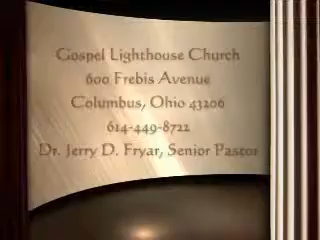 Gospel Lighthouse Church
600 Frebis Avenue
Columbus, Ohio 43206
614-449-8722
Dr. Jerry D. Fryar, Senior Pastor